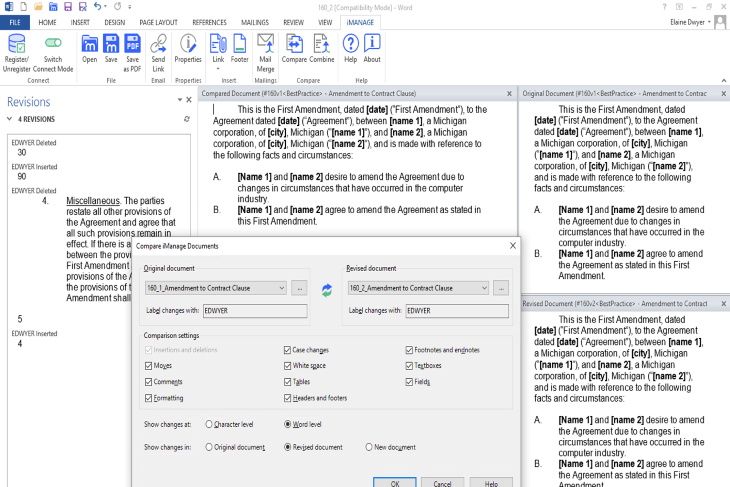 160_2 [Compatibility Mode] - Word
Elaine Dwyer
FILE HOME INSERT DESIGN PAGE LAYOUT REFERENCES MAILINGS REVIEW VIEW iMANAGE
Register/ Unregister
Switch Connect Mode
Open Save Save as PDF
Send Link
Properties
Link Footer
Mail Merge
Compare Combine
Help About
Connect File Email Properties Insert Mailings Compare Help
Revisions
4 REVISIONS
EDWYER Deleted
30
EDWYER Inserted
90
EDWYER Deleted
4. Miscellaneous. The parties
restate all other provisions of
the Agreement and agree that
all such provisions remain in
effect. If there is a
between the provi
First Amendment
provisions of the A
the provisions of t
Amendment shall
5
EDWYER Inserted
4
Compared Document (#160v1<BestPractice> - Amendment to Contract Clause)
This is the First Amendment, dated [date] ("First Amendment"), to the
Agreement dated [date] ("Agreement"), between [name 1], a Michigan
corporation, of [city], Michigan ("[name 1]"), and [name 2], a Michigan
corporation, of [city], Michigan ("[name 2]"), and is made with reference to
the following facts and circumstances:
A. [Name 1] and [name 2] desire to amend the Agreement due to
changes in circumstances that have occurred in the computer
industry.
B. [Name 1] and [name 2] agree to amend the Agreement as stated in
this First Amendment.
Original Document (#160v1<BestPractice> - Amendment to Contrac
This is the First Amendment, dated
[date] ("First Amendment"), to the Agreement
dated [date] ("Agreement"), between [name 1],
a Michigan corporation, of [city], Michigan
("[name 1]"), and [name 2], a Michigan
corporation, of [city], Michigan ("[name 2]"),
and is made with reference to the following
facts and circumstances:
A. [Name 1] and [name 2] desire to amend
the Agreement due to changes in
circumstances that have occurred in the
computer industry.
B. [Name 1] and [name 2] agree to amend
the Agreement as stated in this First
Amendment.
Revised Document (#160v2<BestPractice> - Amendment to Contract
This is the First Amendment, dated
[date] ("First Amendment"), to the Agreement
dated [date] ("Agreement"), between [name 1],
a Michigan corporation, of [city], Michigan
("[name 1]"), and [name 2], a Michigan
corporation, of [city], Michigan ("[name 2]"),
and is made with reference to the following
facts and circumstances:
A. [Name 1] and [name 2] desire to amend
the Agreement due to changes in
circumstances that have occurred in the
computer industry.
B. [Name 1] and [name 2] agree to amend
the Agreement as stated in this First
Amendment.
Compare iManage Documents
Original document
160_1_Amendment to Contract Clause ...
Label changes with: EDWYER
Revised document
160_2_Amendment to Contract Clause ...
Label changes with: EDWYER
Comparison settings
Insertions and deletions Case changes Footnotes and endnotes
Moves White space Textboxes
Comments Tables Fields
Formatting Headers and footers
Show changes at: Character level Word level
Show changes in: Original document Revised document New document
OK Cancel Help